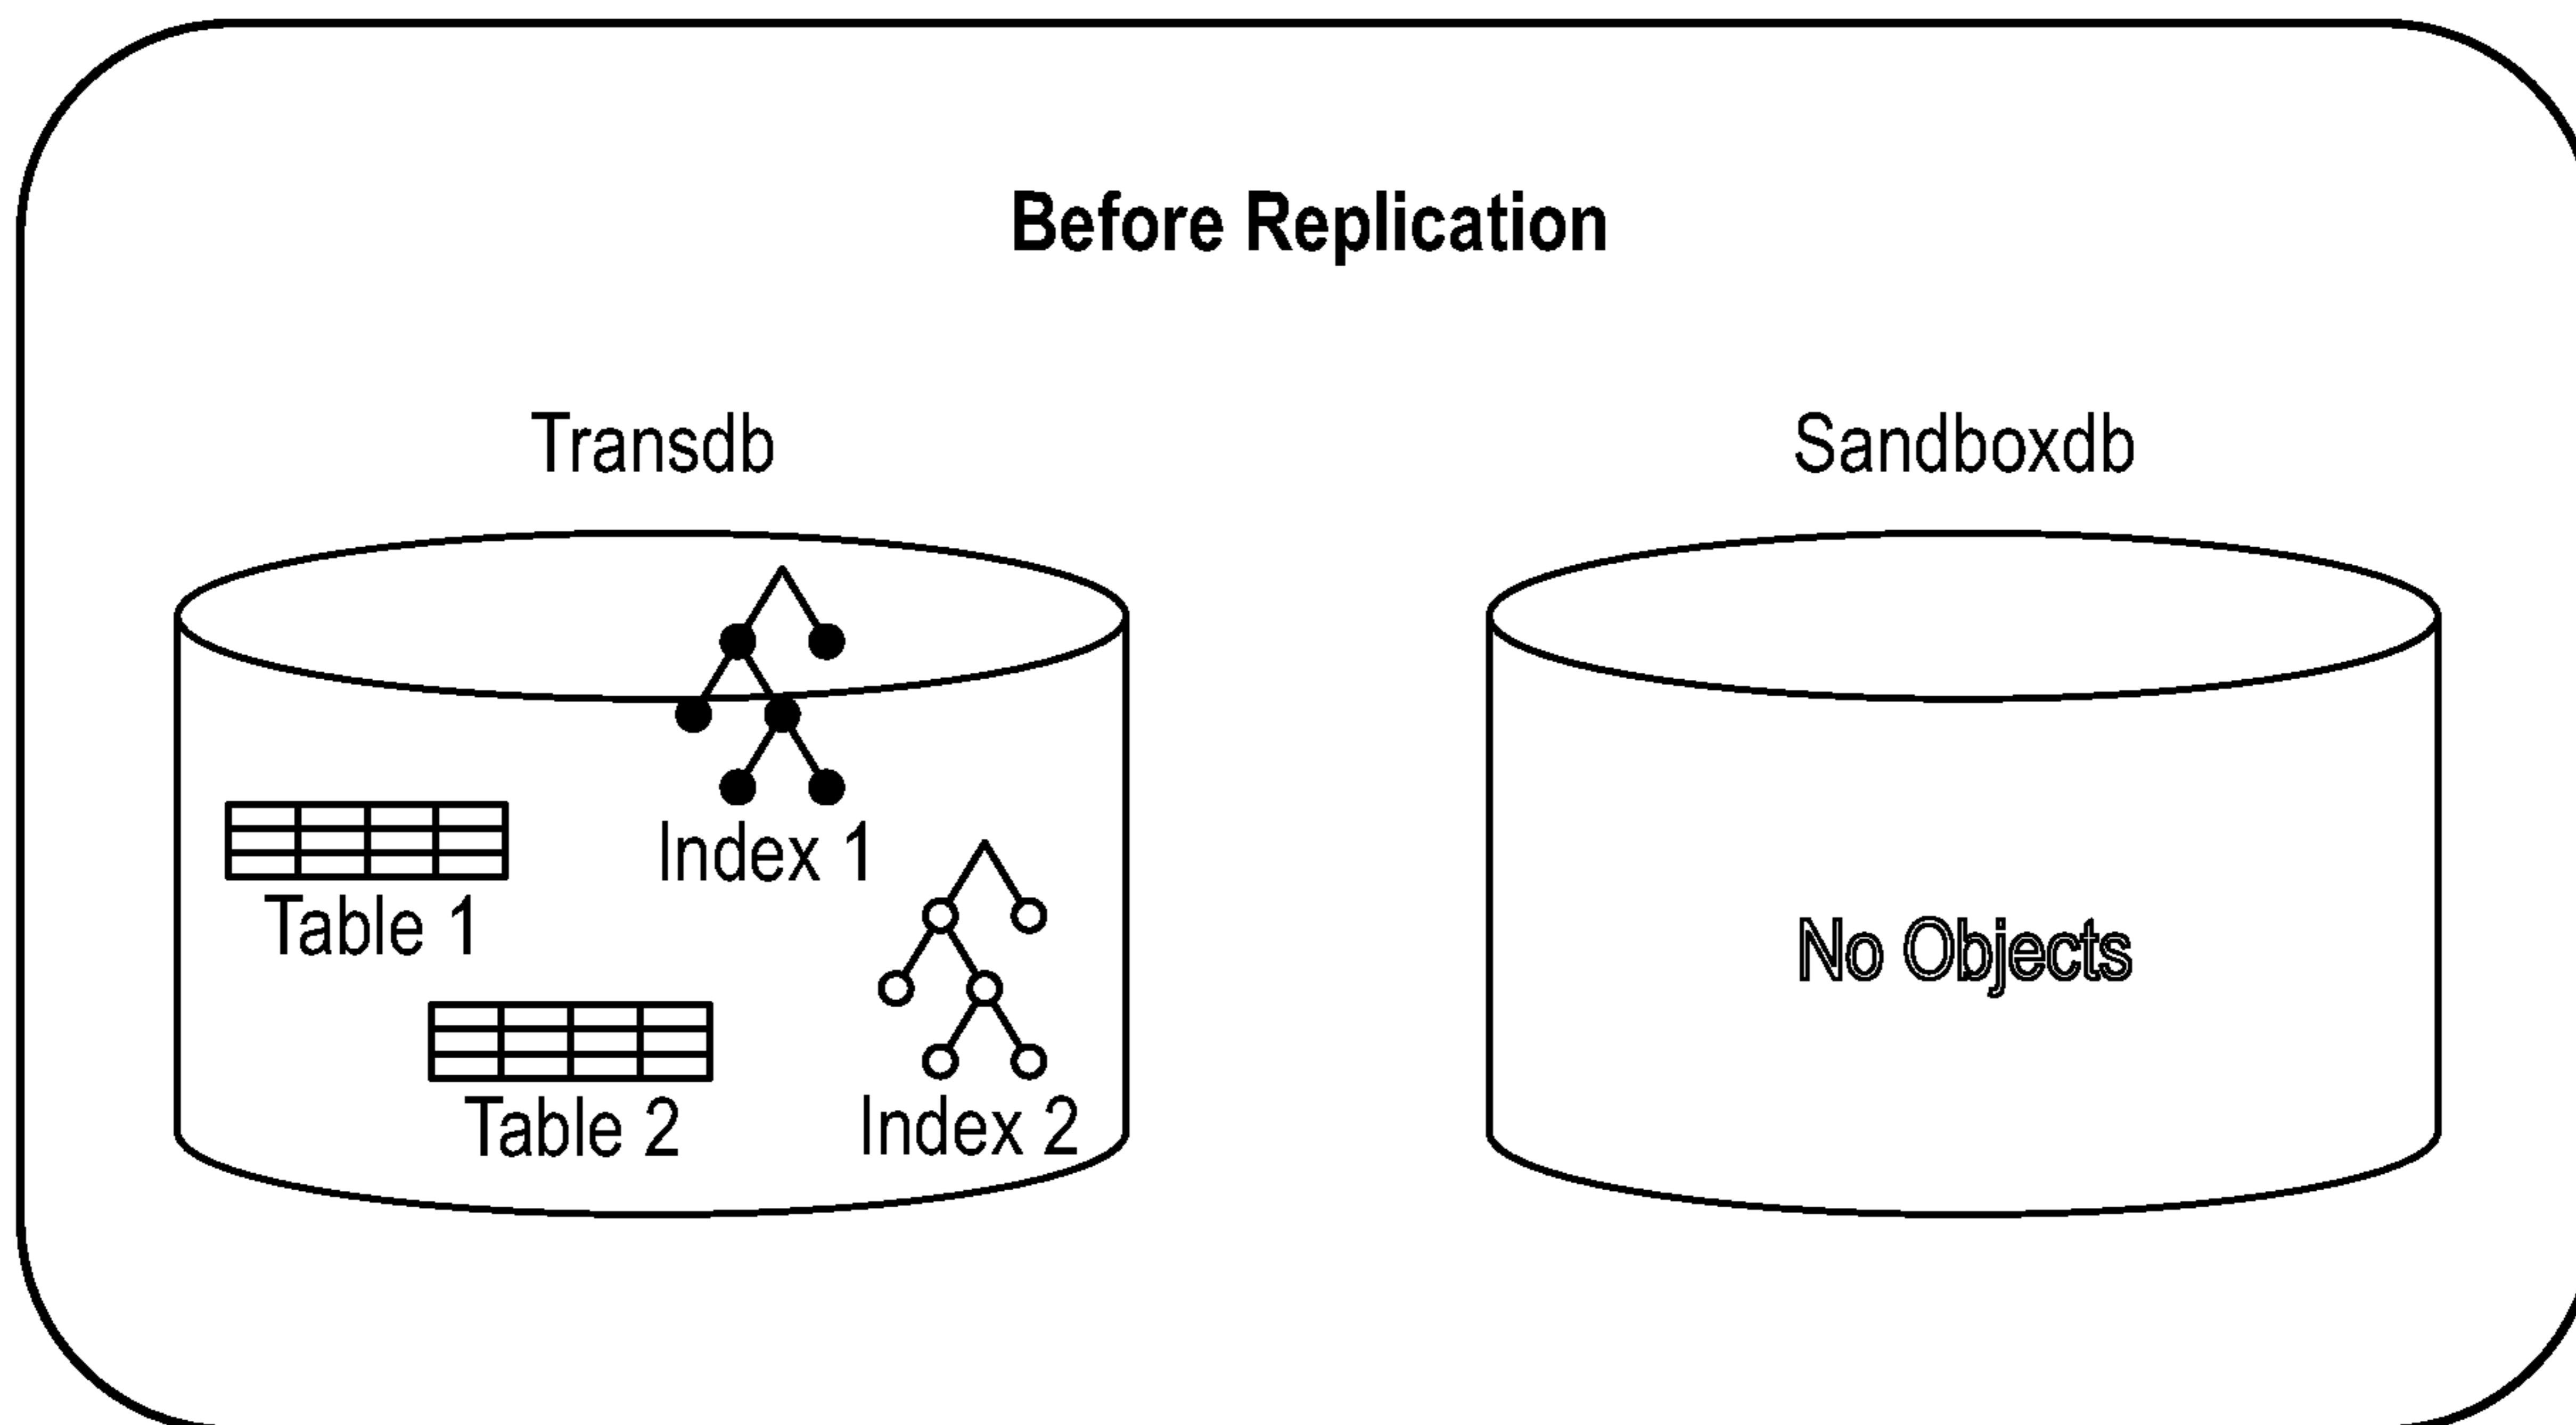 Before Replication
Transdb
Sandboxdb
Index 1
Table 1
No Objects
Table 2
Index 2